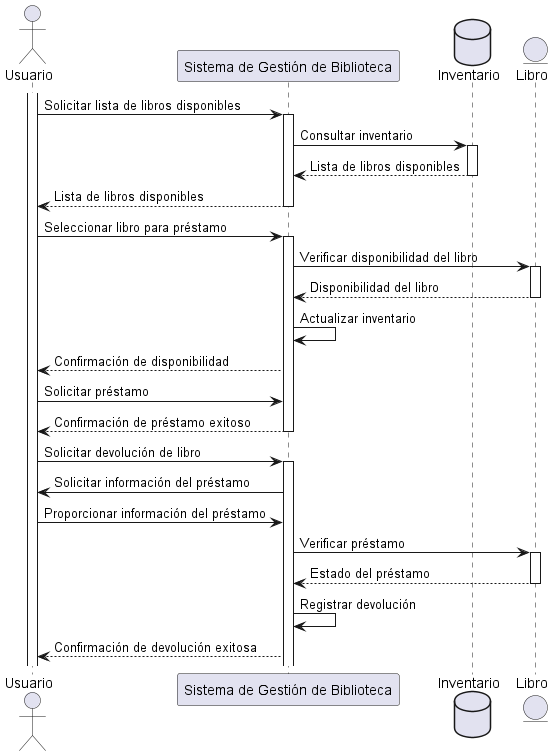 Usuario
Sistema de Gestión de Biblioteca
Inventario
Libro
Solicitar lista de libros disponibles
Consultar inventario
Lista de libros disponibles
Lista de libros disponibles
Seleccionar libro para préstamo
Verificar disponibilidad del libro
Disponibilidad del libro
Actualizar inventario
Confirmación de disponibilidad
Solicitar préstamo
Confirmación de préstamo exitoso
Solicitar devolución de libro
Solicitar información del préstamo
Proporcionar información del préstamo
Verificar préstamo
Estado del préstamo
Registrar devolución
Confirmación de devolución exitosa
Usuario
Sistema de Gestión de Biblioteca
Inventario
Libro